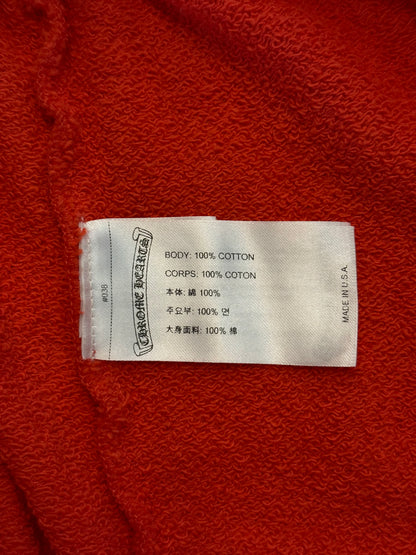 #038
CHROME HEARTS
BODY: 100% COTTON
CORPS: 100% COTON
本体: 綿 100%
주요부: 100% 면
大身面料: 100% 棉
MADE IN U.S.A.